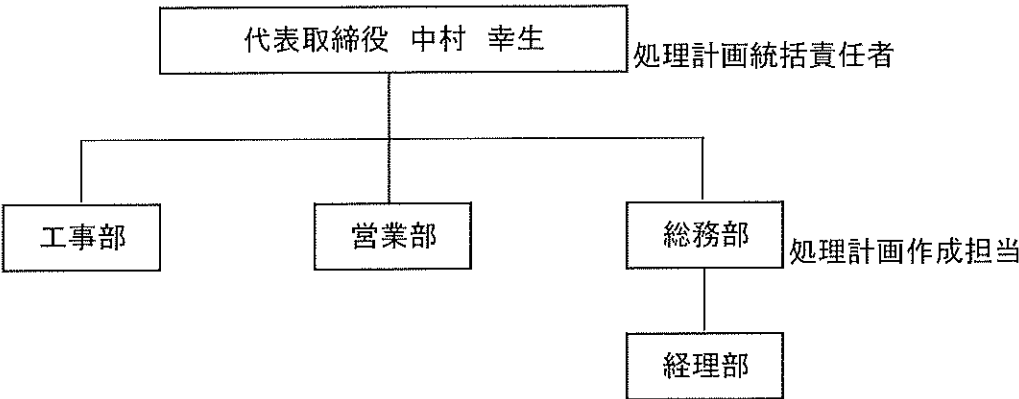 代表取締役 中村 幸生
処理計画統括責任者
工事部
営業部
総務部
処理計画作成担当
経理部